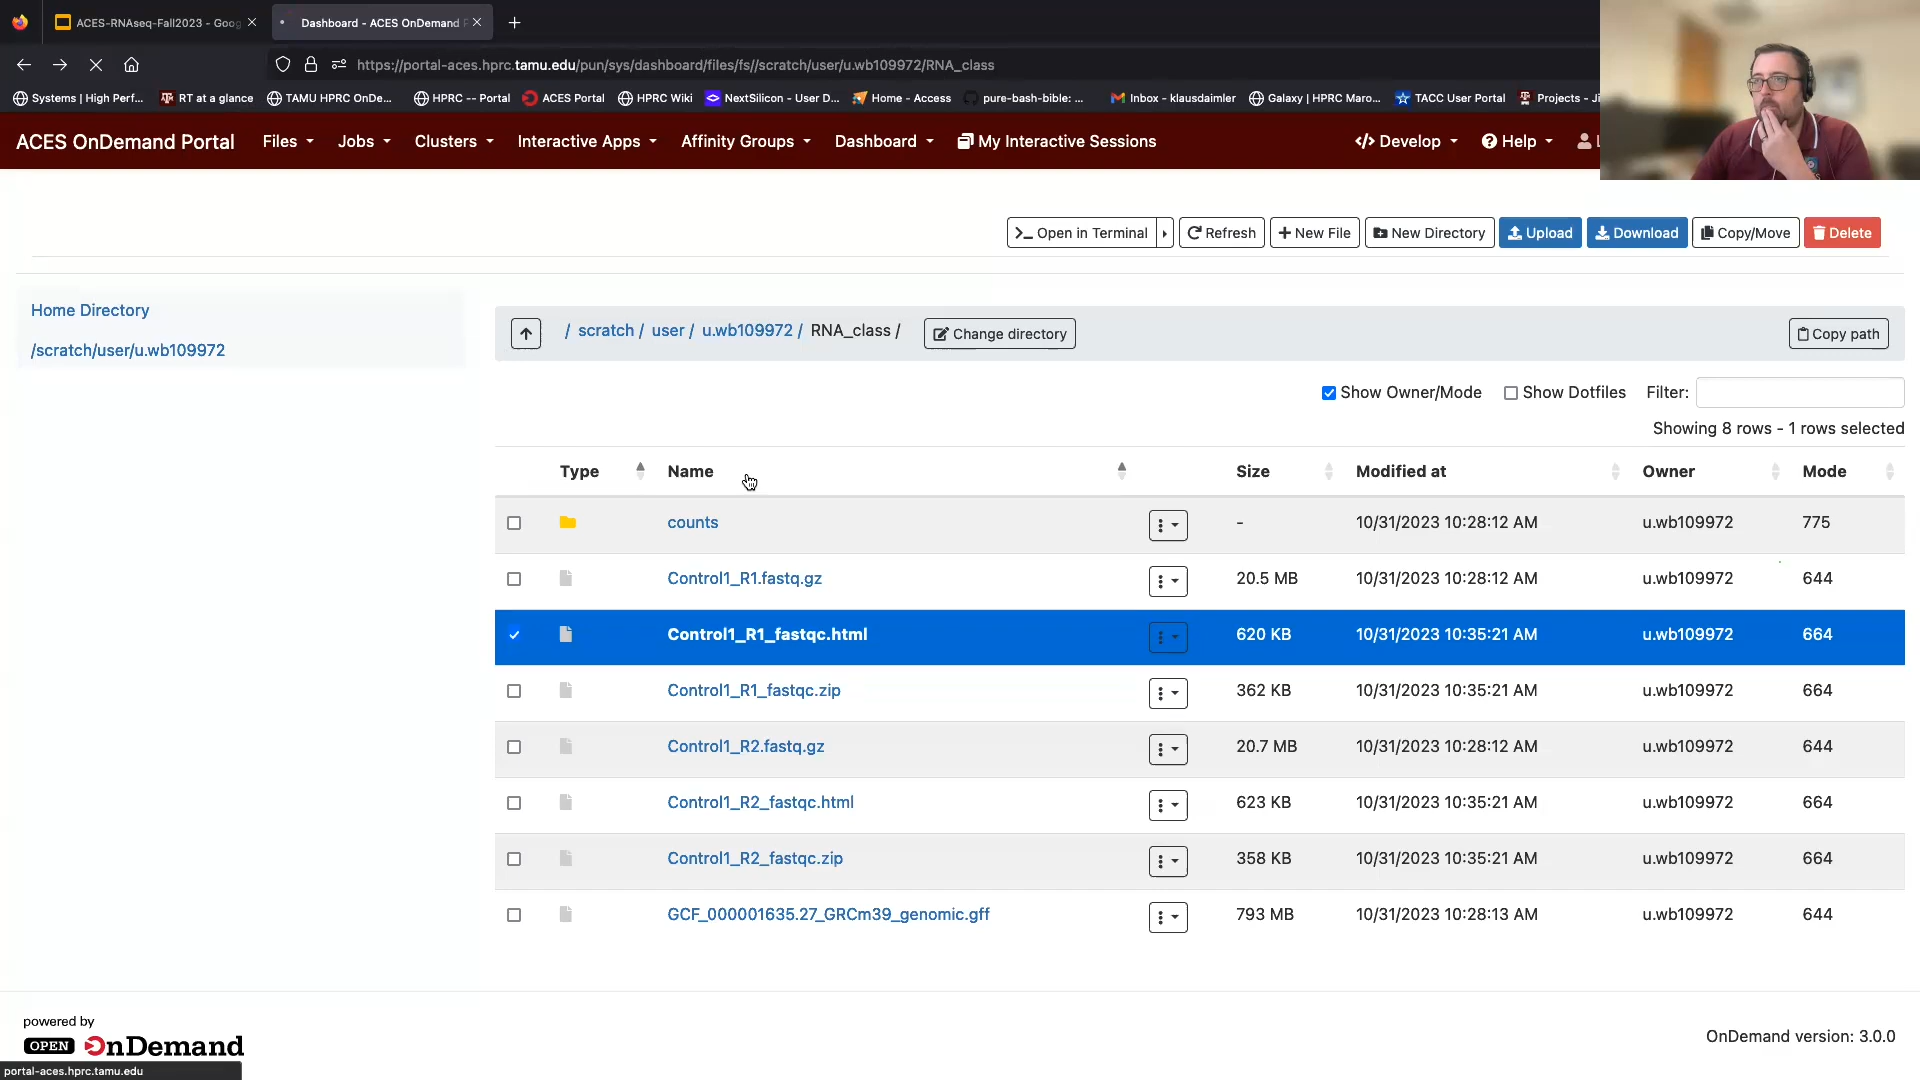 ACES-RNAseq-Fall2023 - Goog
Dashboard - ACES OnDemand P
https://portal-aces.hprc.tamu.edu/pun/sys/dashboard/files/fs//scratch/user/u.wb109972/RNA_class
Systems | High Perf... RT at a glance TAMU HPRC OnDe... HPRC -- Portal ACES Portal HPRC Wiki NextSilicon - User D... Home - Access pure-bash-bible: ... Inbox - klausdaimler Galaxy | HPRC Maro... TACC User Portal Projects - Ji
ACES OnDemand Portal Files Jobs Clusters Interactive Apps Affinity Groups Dashboard My Interactive Sessions </> Develop Help
>_ Open in Terminal Refresh New File New Directory Upload Download Copy/Move Delete
Home Directory
/scratch/user/u.wb109972
/ scratch / user / u.wb109972 / RNA_class / Change directory Copy path
Show Owner/Mode Show Dotfiles Filter:
Showing 8 rows - 1 rows selected
Type Name Size Modified at Owner Mode
counts - 10/31/2023 10:28:12 AM u.wb109972 775
Control1_R1.fastq.gz 20.5 MB 10/31/2023 10:28:12 AM u.wb109972 644
Control1_R1_fastqc.html 620 KB 10/31/2023 10:35:21 AM u.wb109972 664
Control1_R1_fastqc.zip 362 KB 10/31/2023 10:35:21 AM u.wb109972 664
Control1_R2.fastq.gz 20.7 MB 10/31/2023 10:28:12 AM u.wb109972 644
Control1_R2_fastqc.html 623 KB 10/31/2023 10:35:21 AM u.wb109972 664
Control1_R2_fastqc.zip 358 KB 10/31/2023 10:35:21 AM u.wb109972 664
GCF_000001635.27_GRCm39_genomic.gff 793 MB 10/31/2023 10:28:13 AM u.wb109972 644
powered by
OPEN OnDemand
OnDemand version: 3.0.0
portal-aces.hprc.tamu.edu